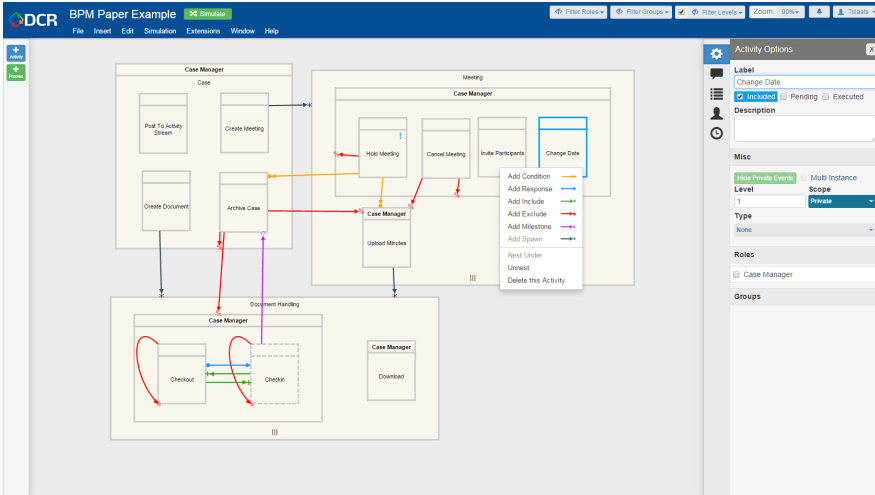 DCR
BPM Paper Example
Simulate
Filter Roles
Filter Groups
Filter Levels
Zoom: 90%
Tslaats
File Insert Edit Simulation Extensions Window Help
Activity
Process
Case Manager
Case
Post To Activity
Stream
Create Meeting
Create Document
Archive Case
Meeting
Case Manager
Hold Meeting
!
Cancel Meeting
Invite Participants
Change Date
Case Manager
Upload Minutes
Add Condition
Add Response
Add Include
Add Exclude
Add Milestone
Add Spawn
Nest Under
Unnest
Delete this Activity
Document Handling
Case Manager
Checkout
Checkin
Case Manager
Download
Activity Options
X
Label
Change Date
Included Pending Executed
Description
Misc
Hide Private Events Multi Instance
Level Scope
1 Private
Type
None
Roles
Case Manager
Groups